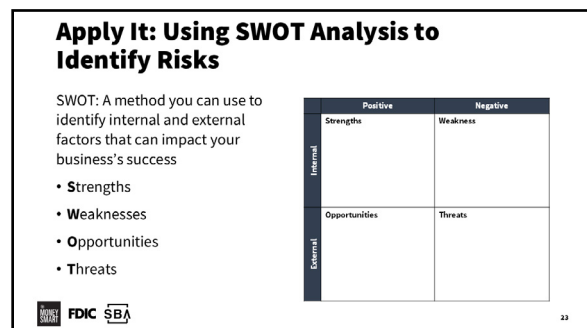 Apply It: Using SWOT Analysis to
Identify Risks
SWOT: A method you can use to
identify internal and external
factors that can impact your
business's success
• Strengths
• Weaknesses
• Opportunities
• Threats
Positive
Negative
Internal
Strengths
Weakness
External
Opportunities
Threats
MONEY
SMART
FDIC
SBA
23